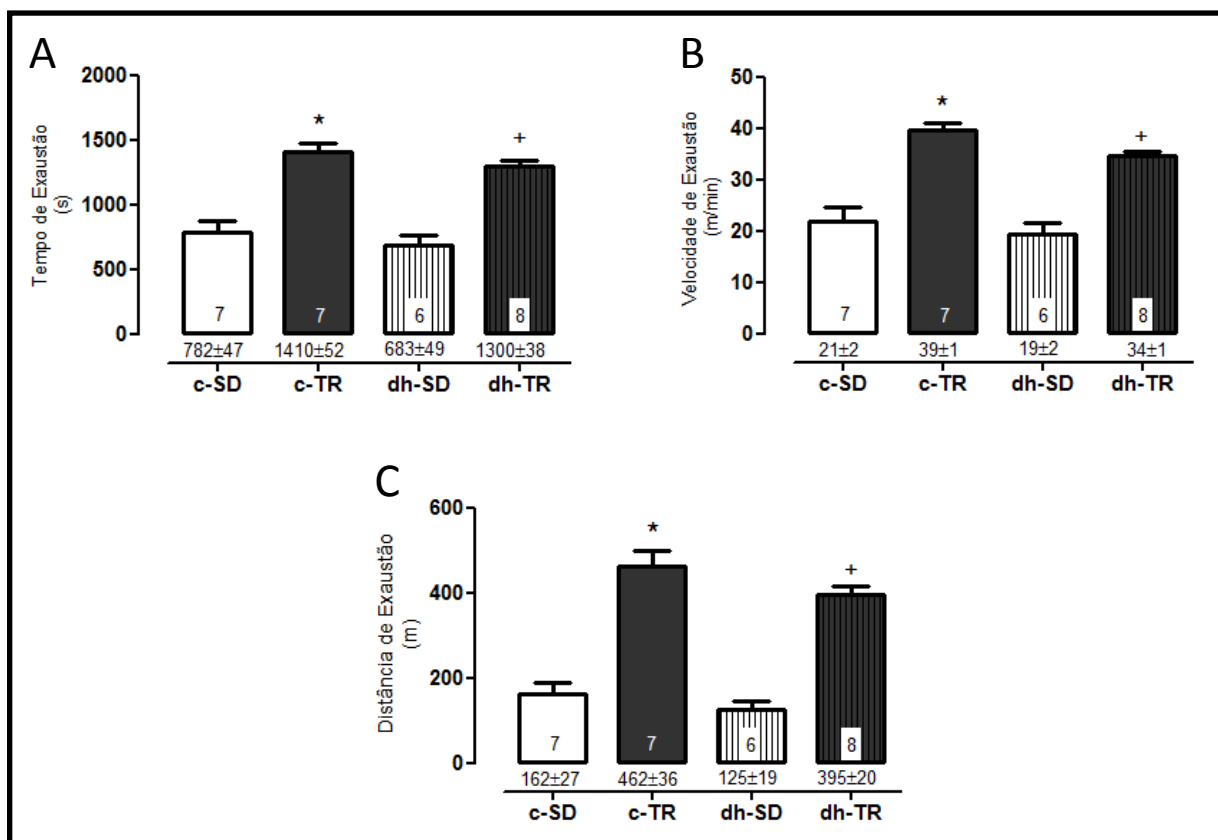 A
Tempo de Exaustão
(s)
2000
1500
1000
500
0
*
+
7
7
6
8
782±47 1410±52 683±49 1300±38
c-SD c-TR dh-SD dh-TR
B
Velocidade de Exaustão
(m/min)
50
40
30
20
10
0
*
+
7
7
6
8
21±2 39±1 19±2 34±1
c-SD c-TR dh-SD dh-TR
C
Distância de Exaustão
(m)
600
400
200
0
*
+
7
7
6
8
162±27 462±36 125±19 395±20
c-SD c-TR dh-SD dh-TR